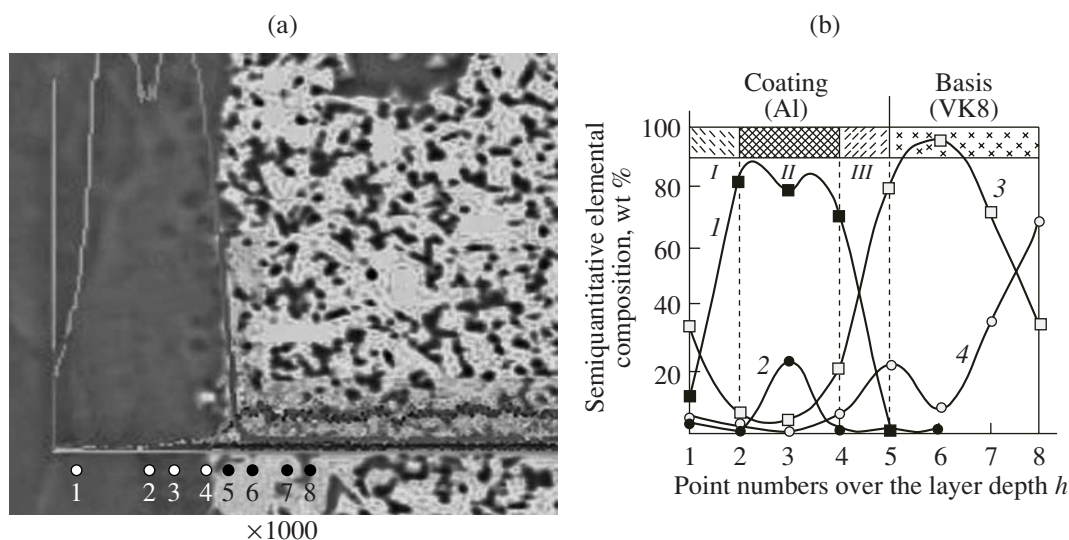 (a)
(b)
1 2 3 4 5 6 7 8
×1000
Coating
(Al)
Basis
(VK8)
Semiquantitative elemental
composition, wt %
100
80
60
40
20
I II III
1
2
3
4
1 2 3 4 5 6 7 8
Point numbers over the layer depth h